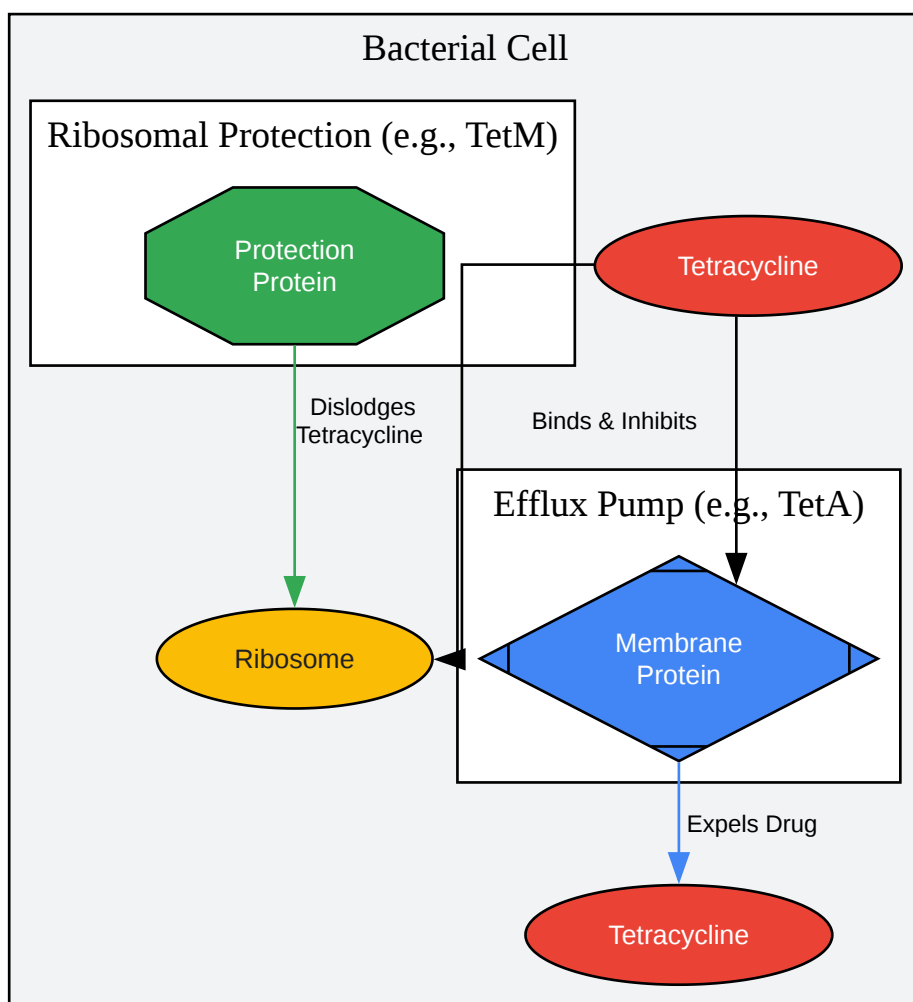 Bacterial Cell
Ribosomal Protection (e.g., TetM)
Protection
Protein
Tetracycline
Dislodges
Tetracycline
Binds & Inhibits
Efflux Pump (e.g., TetA)
Ribosome
Membrane
Protein
Expels Drug
Tetracycline